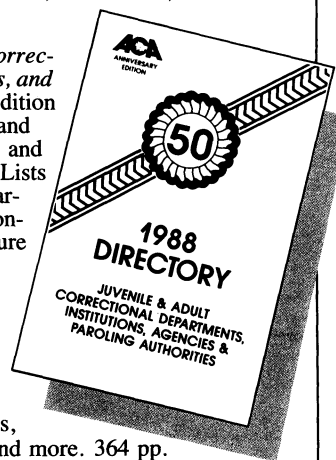 orrec-
s, and
dition
and
and
Lists
ar-
on-
ure
ACA
ANNIVERSARY
EDITION
50
1988
DIRECTORY
JUVENILE & ADULT
CORRECTIONAL DEPARTMENTS,
INSTITUTIONS, AGENCIES &
PAROLING AUTHORITIES
s,
nd more. 364 pp.